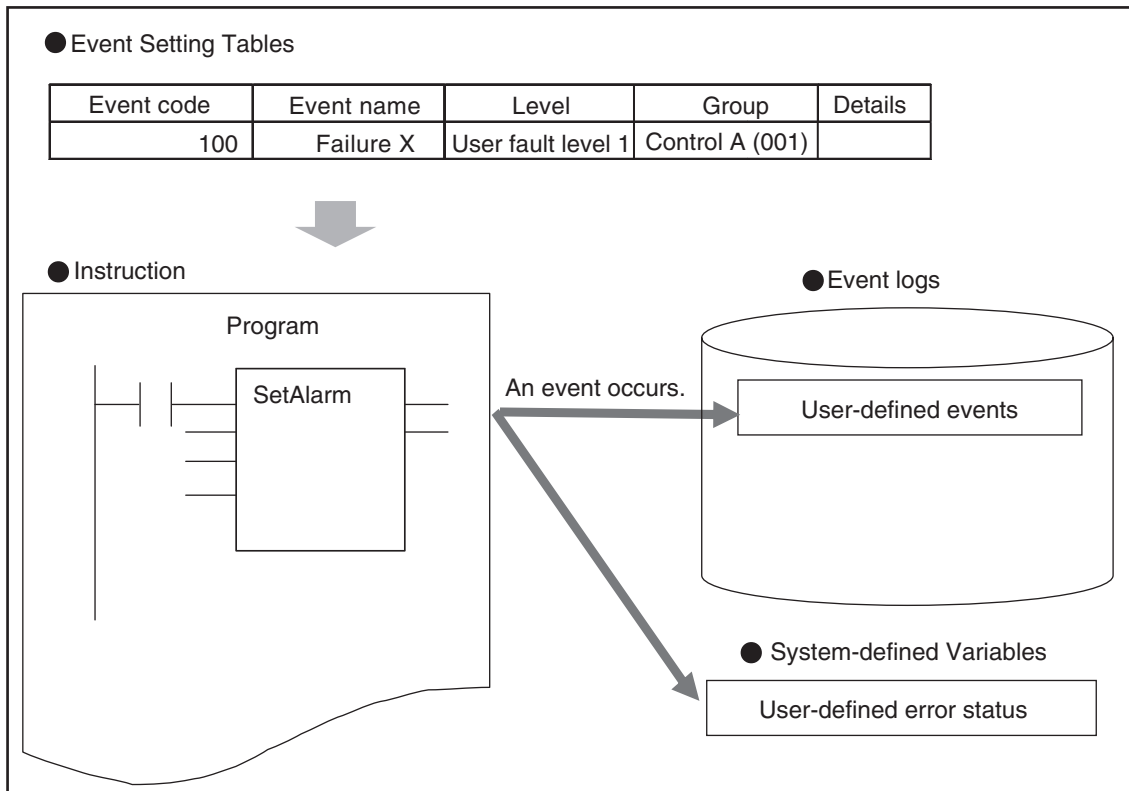 ● Event Setting Tables
Event code Event name Level Group Details
100 Failure X User fault level 1 Control A (001)
● Instruction
● Event logs
Program
SetAlarm
An event occurs.
User-defined events
● System-defined Variables
User-defined error status